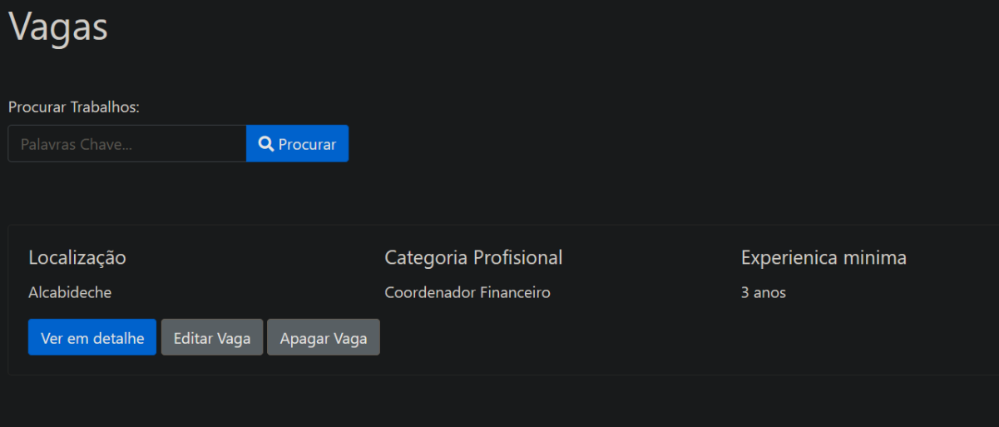 Vagas
Procurar Trabalhos:
Palavras Chave... Procurar
Localização Categoria Profisional Experienica minima
Alcabideche Coordenador Financeiro 3 anos
Ver em detalhe Editar Vaga Apagar Vaga